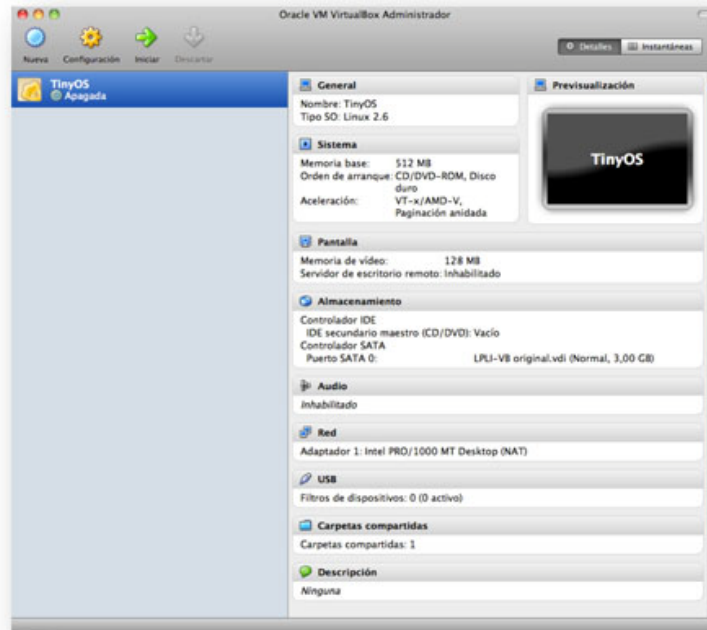 Oracle VM VirtualBox Administrador
Nueva
Configuración
Iniciar
Descartar
Detalles
Instantáneas
TinyOS
Apagada
General
Nombre: TinyOS
Tipo SO: Linux 2.6
Previsualización
TinyOS
Sistema
Memoria base: 512 MB
Orden de arranque: CD/DVD-ROM, Disco
duro
Aceleración: VT-x/AMD-V,
Paginación anidada
Pantalla
Memoria de vídeo: 128 MB
Servidor de escritorio remoto: Inhabilitado
Almacenamiento
Controlador IDE
IDE secundario maestro (CD/DVD): Vacío
Controlador SATA
Puerto SATA 0: LPLI-VB original.vdi (Normal, 3,00 GB)
Audio
Inhabilitado
Red
Adaptador 1: Intel PRO/1000 MT Desktop (NAT)
USB
Filtros de dispositivos: 0 (0 activo)
Carpetas compartidas
Carpetas compartidas: 1
Descripción
Ninguna